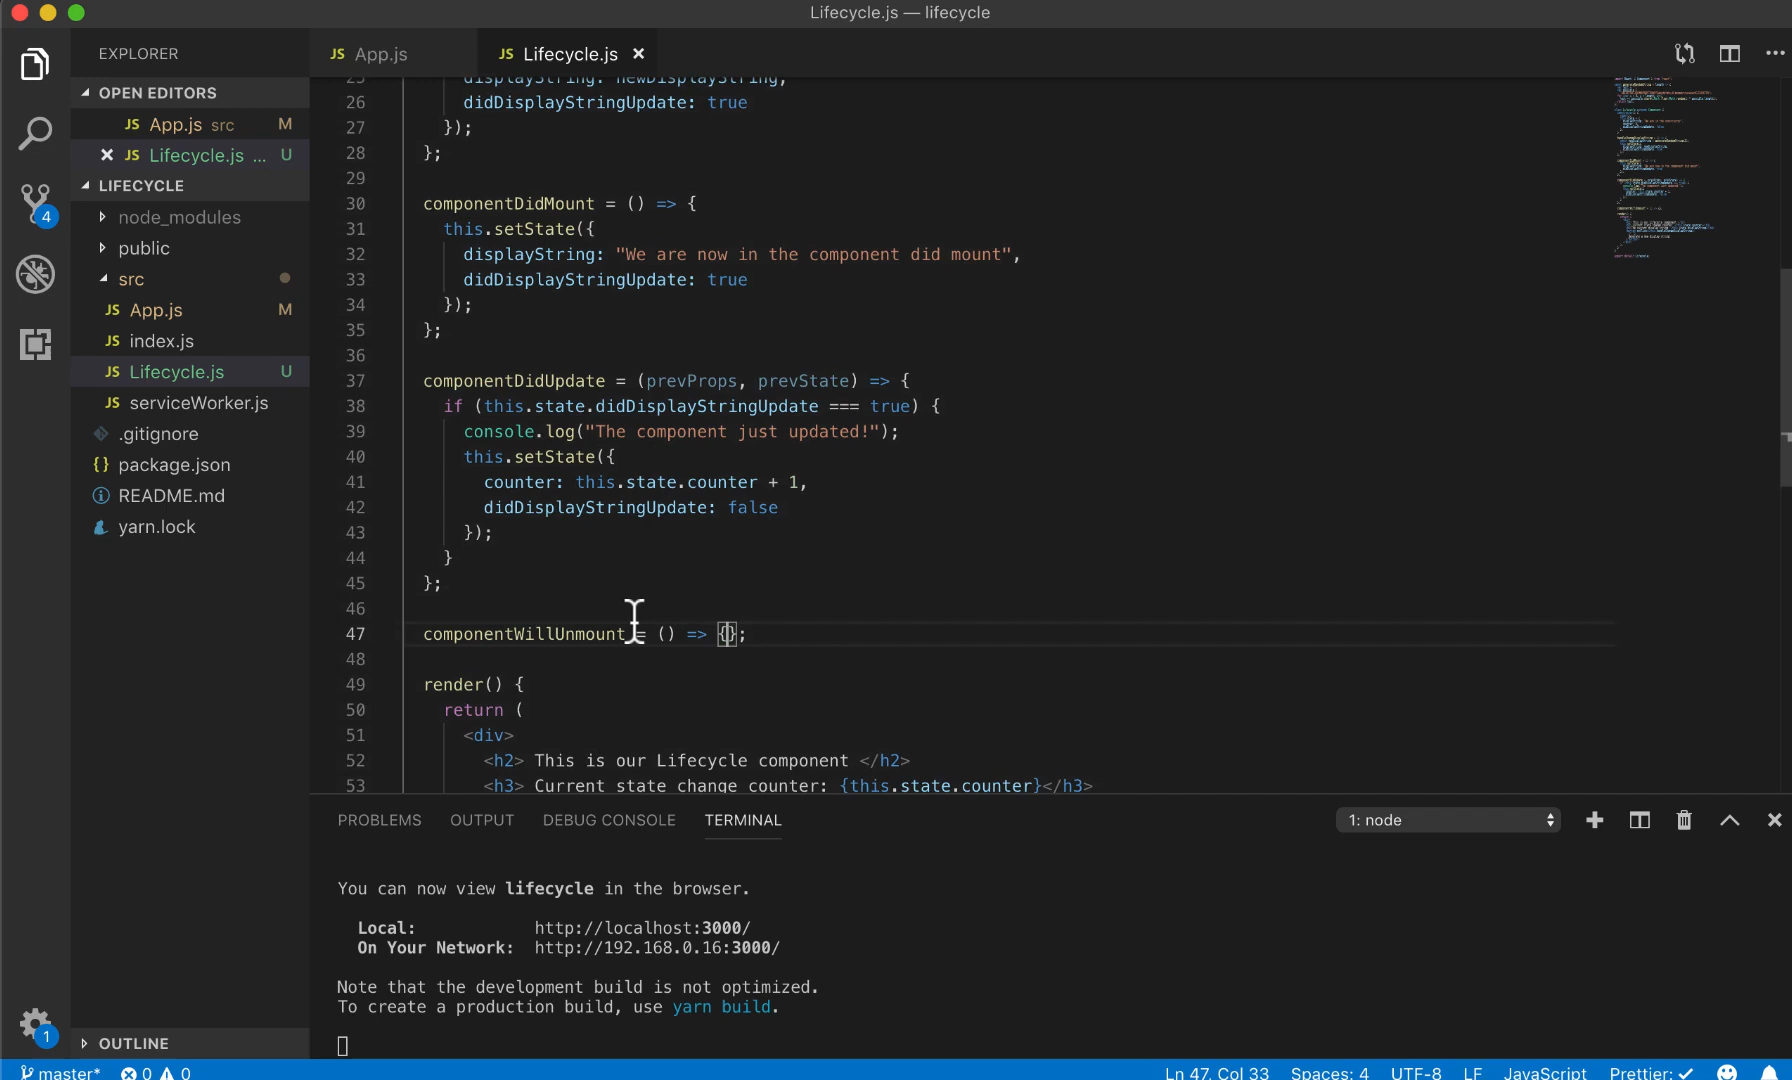 Lifecycle.js — lifecycle
EXPLORER
JS App.js
JS Lifecycle.js ×
OPEN EDITORS
JS App.js src M
× JS Lifecycle.js ... U
LIFECYCLE
node_modules
public
src
JS App.js M
JS index.js
JS Lifecycle.js U
JS serviceWorker.js
.gitignore
{} package.json
README.md
yarn.lock
OUTLINE
4
1
25 displayString: newDisplayString,
26 didDisplayStringUpdate: true
27 });
28 };
29
30 componentDidMount = () => {
31 this.setState({
32 displayString: "We are now in the component did mount",
33 didDisplayStringUpdate: true
34 });
35 };
36
37 componentDidUpdate = (prevProps, prevState) => {
38 if (this.state.didDisplayStringUpdate === true) {
39 console.log("The component just updated!");
40 this.setState({
41 counter: this.state.counter + 1,
42 didDisplayStringUpdate: false
43 });
44 }
45 };
46
47 componentWillUnmount = () => {};
48
49 render() {
50 return (
51 <div>
52 <h2> This is our Lifecycle component </h2>
53 <h3> Current state change counter: {this.state.counter}</h3>
PROBLEMS OUTPUT DEBUG CONSOLE TERMINAL
1: node
You can now view lifecycle in the browser.
Local: http://localhost:3000/
On Your Network: http://192.168.0.16:3000/
Note that the development build is not optimized.
To create a production build, use yarn build.
master* 0 0
Ln 47, Col 33 Spaces: 4 UTF-8 LF JavaScript Prettier: ✓